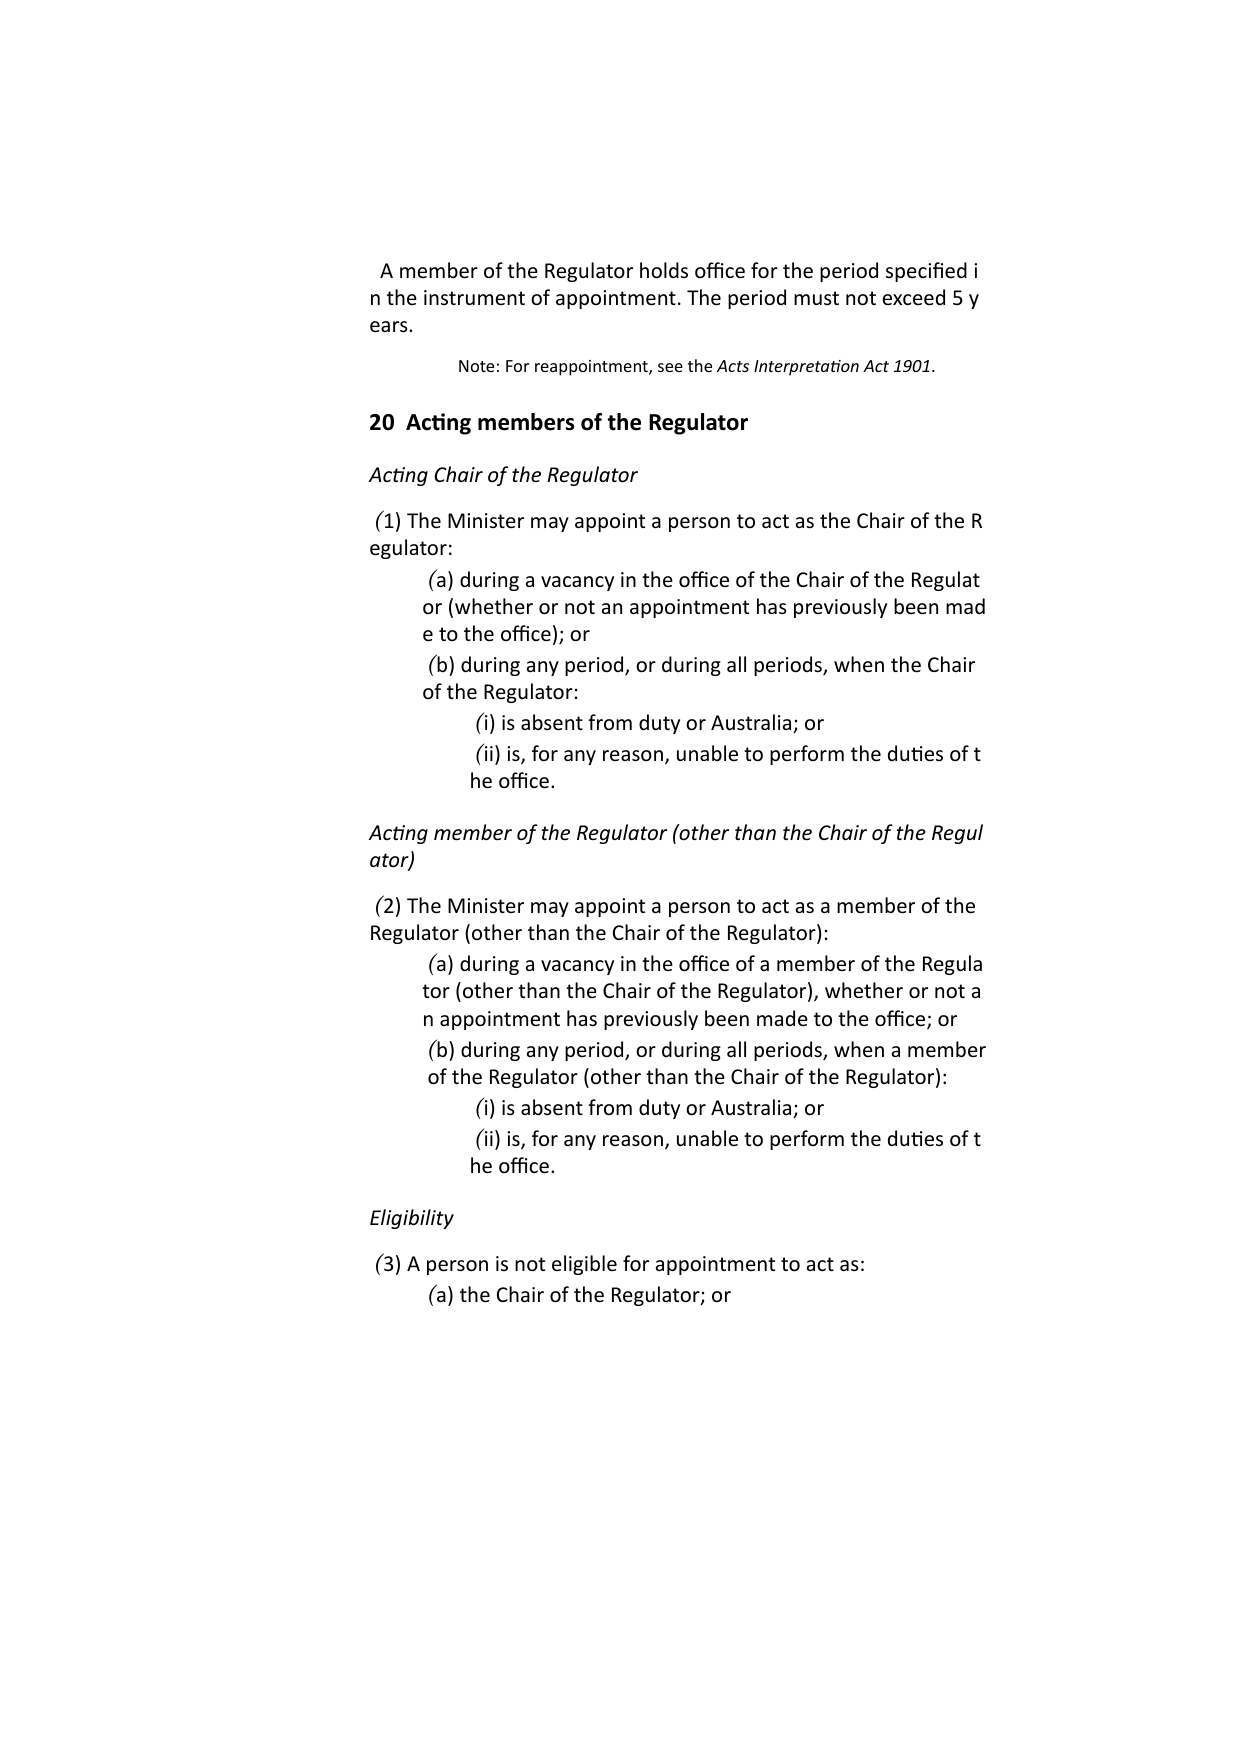 A member of the Regulator holds office for the period specified i
n the instrument of appointment. The period must not exceed 5 y
ears.
Note: For reappointment, see the Acts Interpretation Act 1901.
20 Acting members of the Regulator
Acting Chair of the Regulator
(1) The Minister may appoint a person to act as the Chair of the R
egulator:
(a) during a vacancy in the office of the Chair of the Regulat
or (whether or not an appointment has previously been mad
e to the office); or
(b) during any period, or during all periods, when the Chair
of the Regulator:
(i) is absent from duty or Australia; or
(ii) is, for any reason, unable to perform the duties of t
he office.
Acting member of the Regulator (other than the Chair of the Regul
ator)
(2) The Minister may appoint a person to act as a member of the
Regulator (other than the Chair of the Regulator):
(a) during a vacancy in the office of a member of the Regula
tor (other than the Chair of the Regulator), whether or not a
n appointment has previously been made to the office; or
(b) during any period, or during all periods, when a member
of the Regulator (other than the Chair of the Regulator):
(i) is absent from duty or Australia; or
(ii) is, for any reason, unable to perform the duties of t
he office.
Eligibility
(3) A person is not eligible for appointment to act as:
(a) the Chair of the Regulator; or